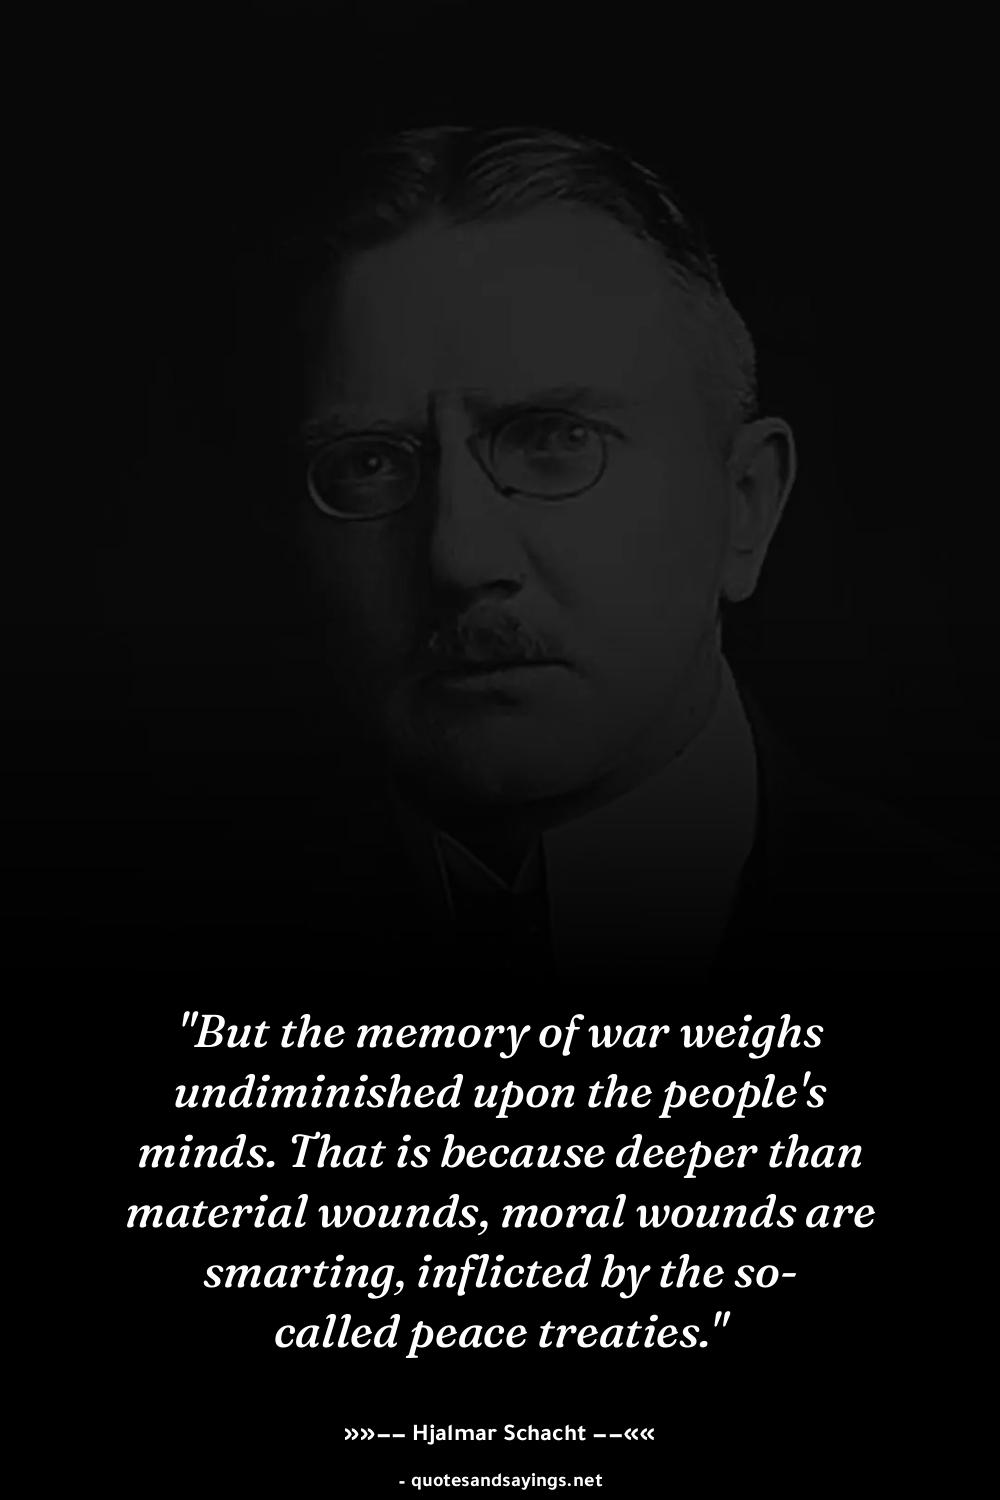 "But the memory of war weighs
undiminished upon the people's
minds. That is because deeper than
material wounds, moral wounds are
smarting, inflicted by the so-
called peace treaties."
»»−− Hjalmar Schacht −−««
- quotesandsayings.net